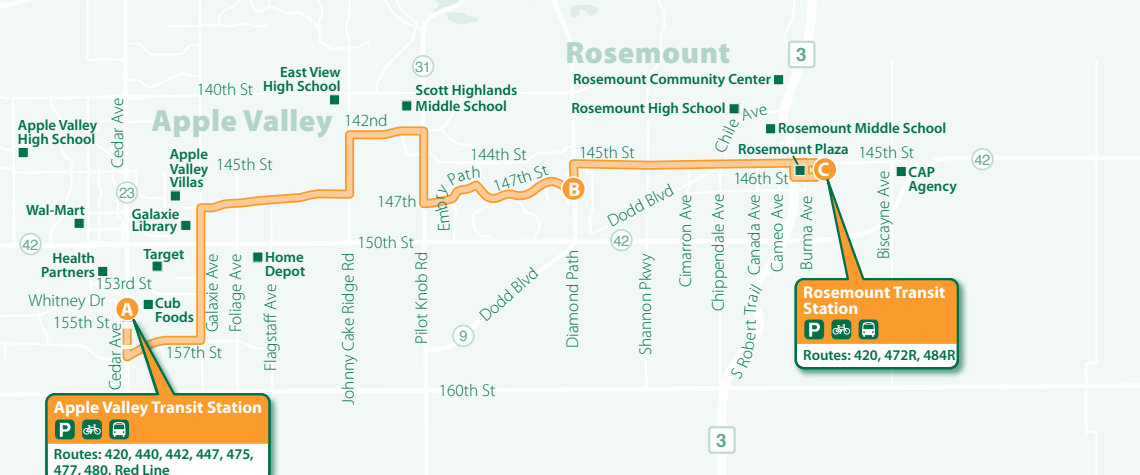 Rosemount
3
East View
High School
31
Rosemount Community Center
140th St
Scott Highlands
Middle School
Rosemount High School
Chile Ave
Apple Valley
142nd
Apple Valley
High School
Cedar Ave
Rosemount Middle School
Rosemount Plaza
Apple
Valley
Villas
145th St
144th St
145th St
145th St
42
C
CAP
Agency
146th St
Embry Path
147th St
B
23
147th
Wal-Mart
Galaxie
Library
Dodd Blvd
42
150th St
42
Health
Partners
Target
Home
Depot
153rd St
Whitney Dr
A
Cub
Foods
155th St
157th St
Cedar Ave
Galaxie Ave
Foliage Ave
Flagstaff Ave
Johnny Cake Ridge Rd
Pilot Knob Rd
9
Dodd Blvd
Diamond Path
Shannon Pkwy
Cimarron Ave
Chippendale Ave
Canada Ave
Cameo Ave
Burma Ave
Biscayne Ave
S Robert Trail
Rosemount Transit
Station
P
Routes: 420, 472R, 484R
160th St
3
Apple Valley Transit Station
P
Routes: 420, 440, 442, 447, 475,
477, 480, Red Line